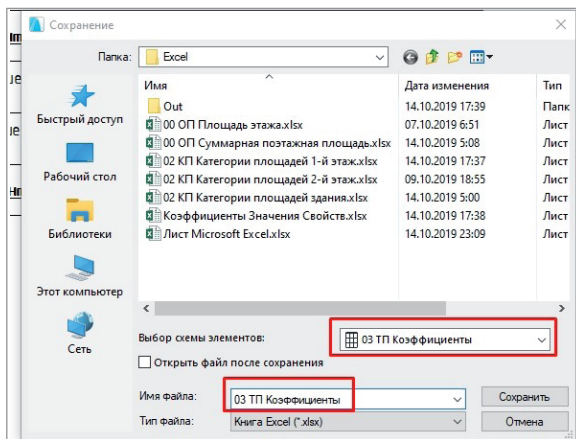 Сохранение
Папка:
Excel
Имя
Дата изменения
Тип
Out
14.10.2019 17:39
Папк
00 ОП Площадь этажа.xlsx
07.10.2019 6:51
Лист
00 ОП Суммарная поэтажная площадь.xlsx
14.10.2019 5:08
Лист
02 КП Категории площадей 1-й этаж.xlsx
14.10.2019 17:37
Лист
02 КП Категории площадей 2-й этаж.xlsx
09.10.2019 18:55
Лист
02 КП Категории площадей здания.xlsx
14.10.2019 5:00
Лист
Коэффициенты Значения Свойств.xlsx
14.10.2019 17:38
Лист
Лист Microsoft Excel.xlsx
14.10.2019 23:09
Лист
Быстрый доступ
Рабочий стол
Библиотеки
Этот компьютер
Сеть
Выбор схемы элементов:
03 ТП Коэффициенты
Открыть файл после сохранения
Имя файла:
03 ТП Коэффициенты
Сохранить
Тип файла:
Книга Excel (*.xlsx)
Отмена